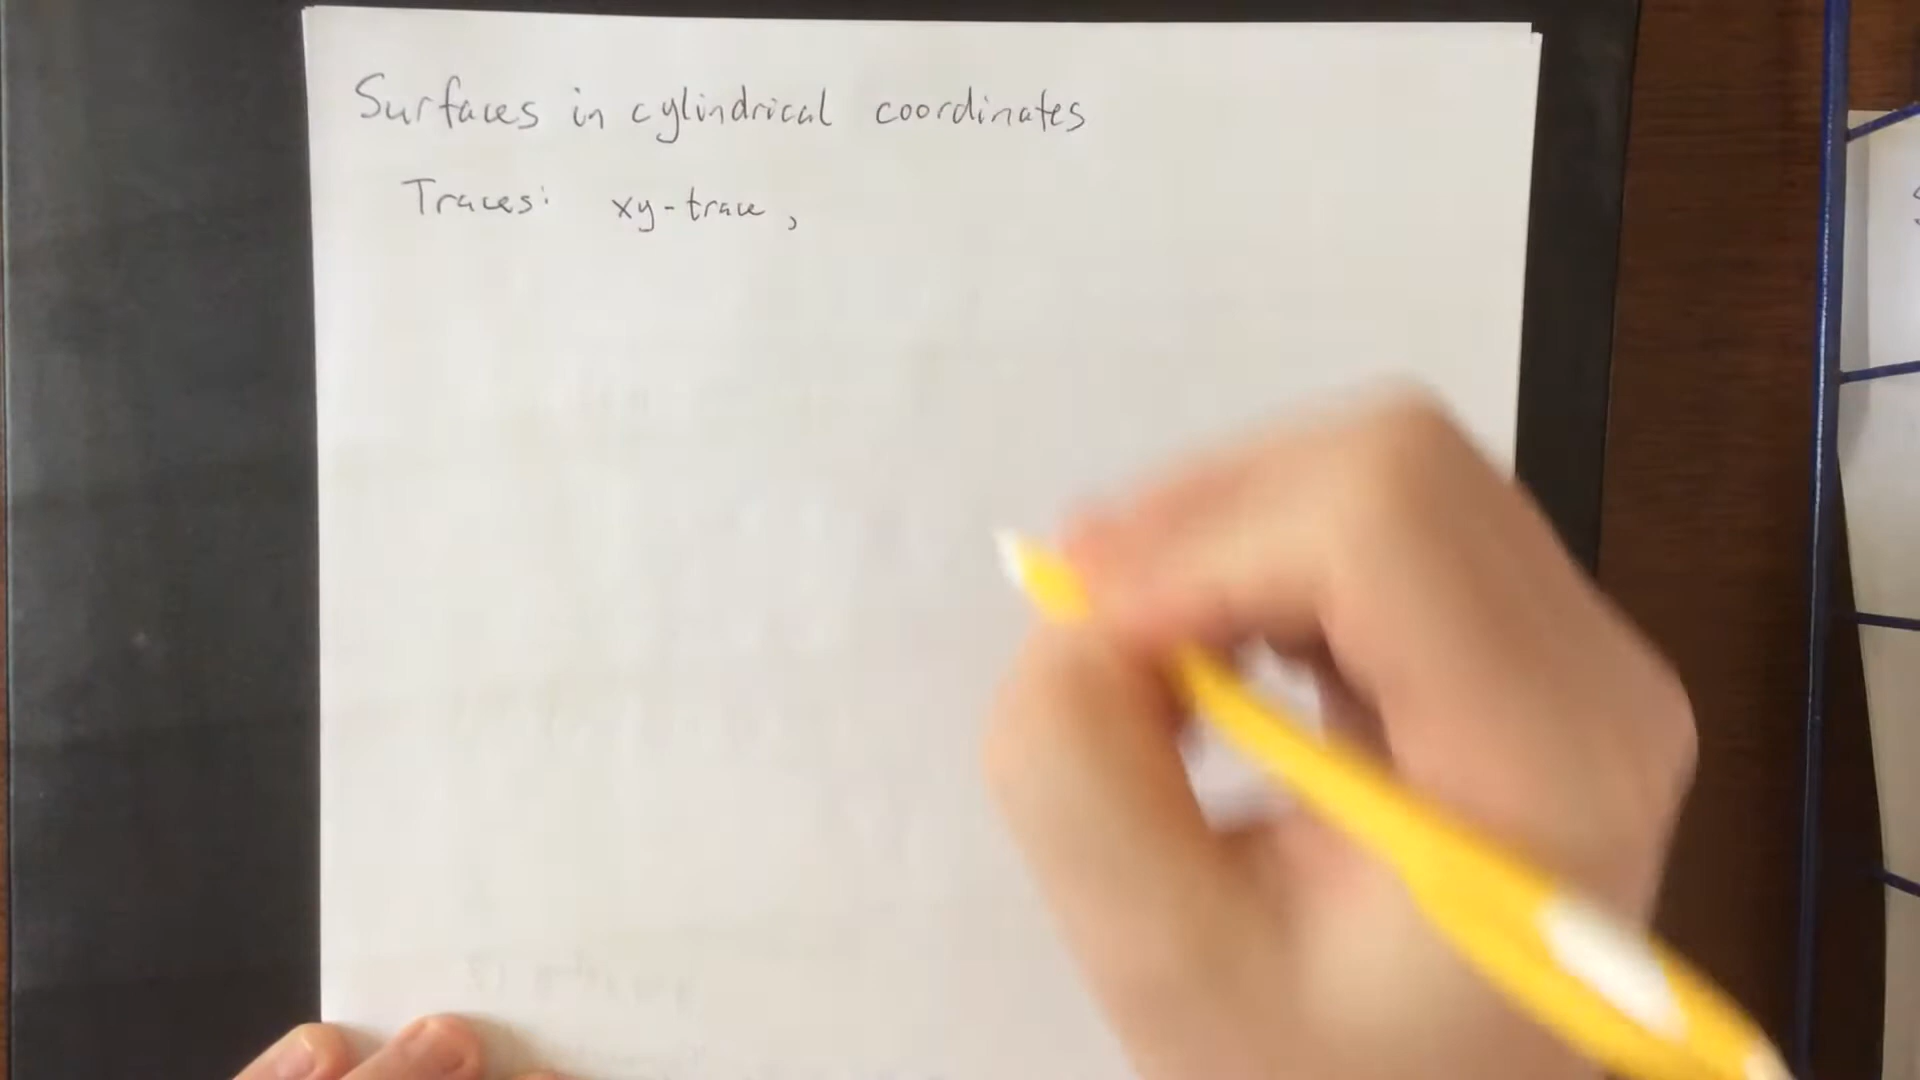 Surfaces in cylindrical coordinates
Traces: xy-trace,